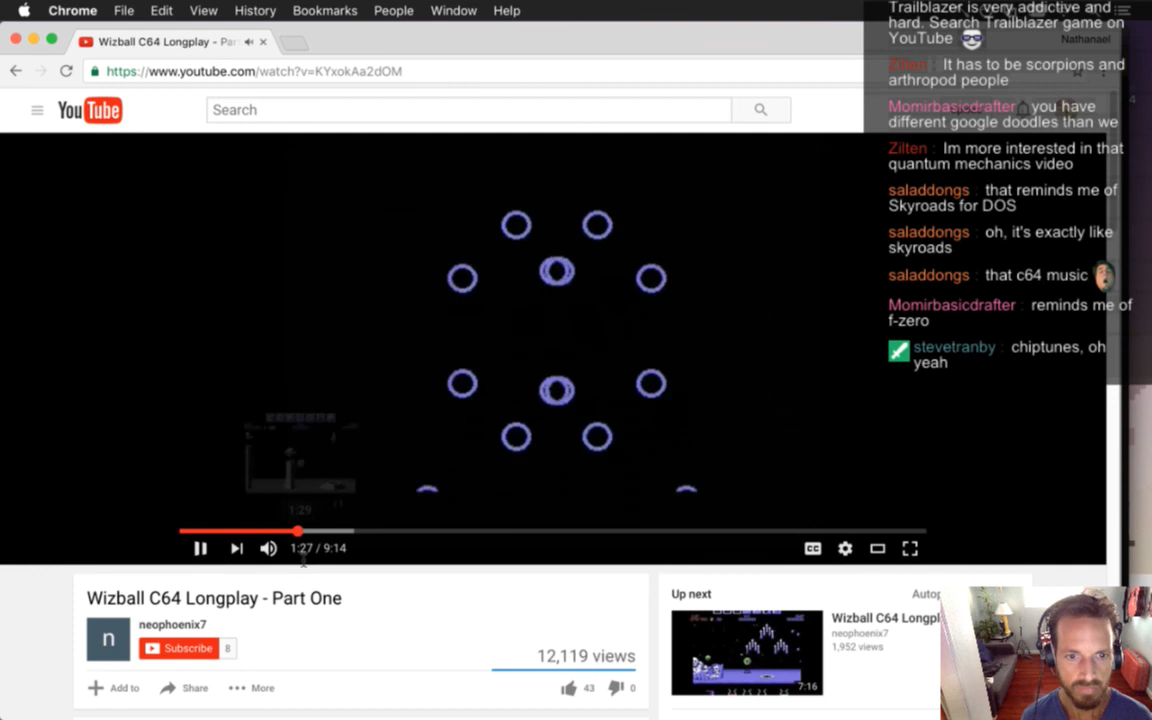 Chrome File Edit View History Bookmarks People Window Help
Wizball C64 Longplay - Par
https://www.youtube.com/watch?v=KYxokAa2dOM
Nathanael
YouTube
Search
Trailblazer is very addictive and
hard. Search Trailblazer game on
YouTube
Zilten : It has to be scorpions and
arthropod people
Momirbasicdrafter : you have
different google doodles than we
Zilten : Im more interested in that
quantum mechanics video
saladdongs : that reminds me of
Skyroads for DOS
saladdongs : oh, it's exactly like
skyroads
saladdongs : that c64 music
Momirbasicdrafter : reminds me of
f-zero
stevetranby : chiptunes, oh
yeah
1:29
1:27 / 9:14
CC
Wizball C64 Longplay - Part One
n
neophoenix7
Subscribe 8
12,119 views
Add to Share More
43 0
Up next
Autop
Wizball C64 Longpl
neophoenix7
1,952 views
7:16